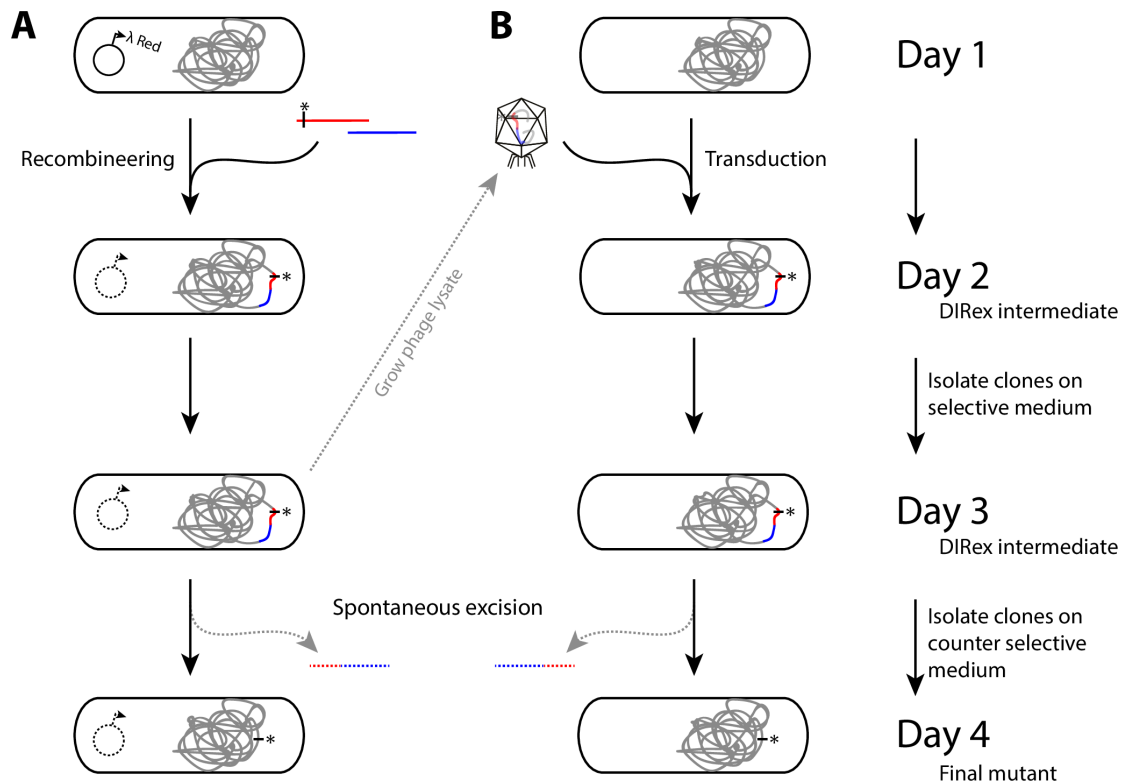 A
B
λ Red
Day 1
*
*
Recombineering
Transduction
*
*
Day 2
DIRex intermediate
Grow phage lysate
Isolate clones on
selective medium
*
*
Day 3
DIRex intermediate
Spontaneous excision
Isolate clones on
counter selective
medium
*
*
Day 4
Final mutant